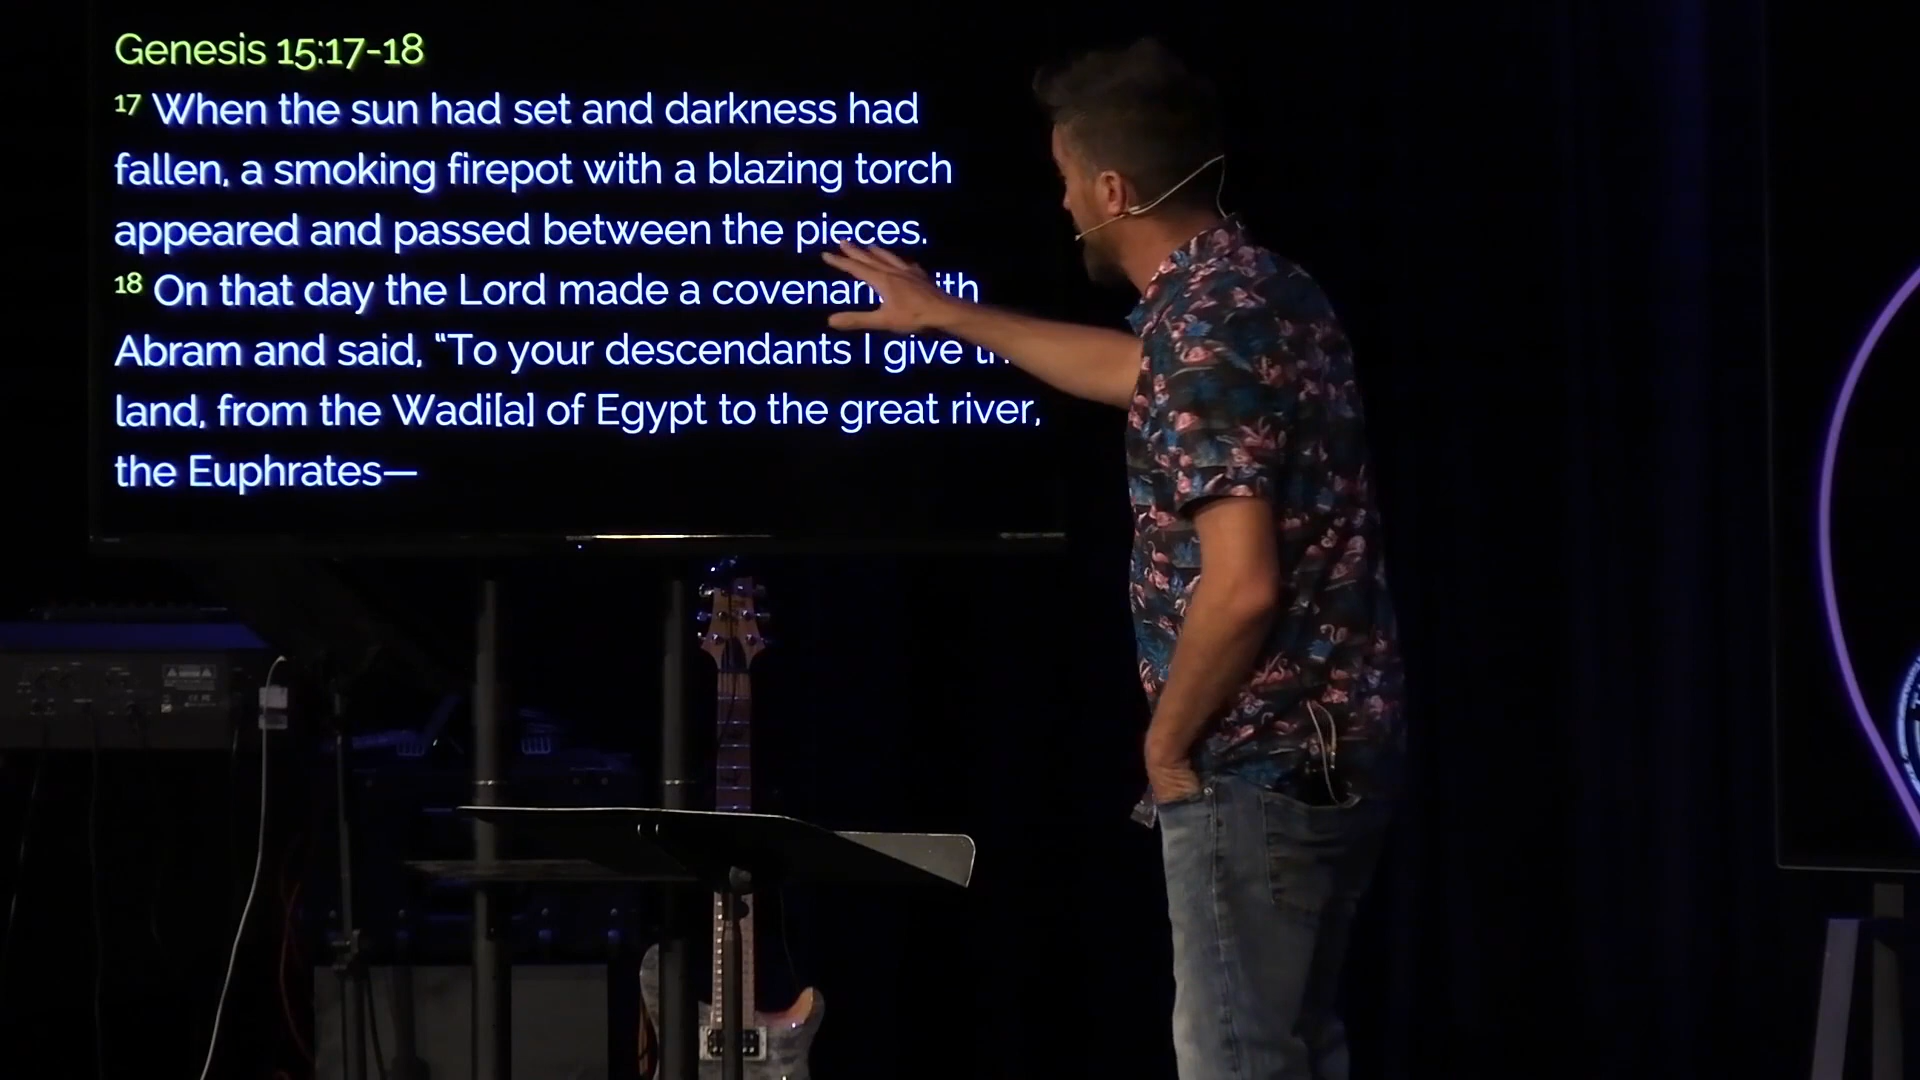 Genesis 15:17-18
17 When the sun had set and darkness had
fallen, a smoking firepot with a blazing torch
appeared and passed between the pieces.
18 On that day the Lord made a covenant with
Abram and said, “To your descendants I give
land, from the Wadi[a] of Egypt to the great river,
the Euphrates—